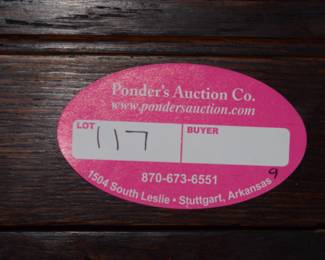 Ponder's Auction Co.
www.pondersauction.com
LOT BUYER
117
870-673-6551
1504 South Leslie • Stuttgart, Arkansas
9